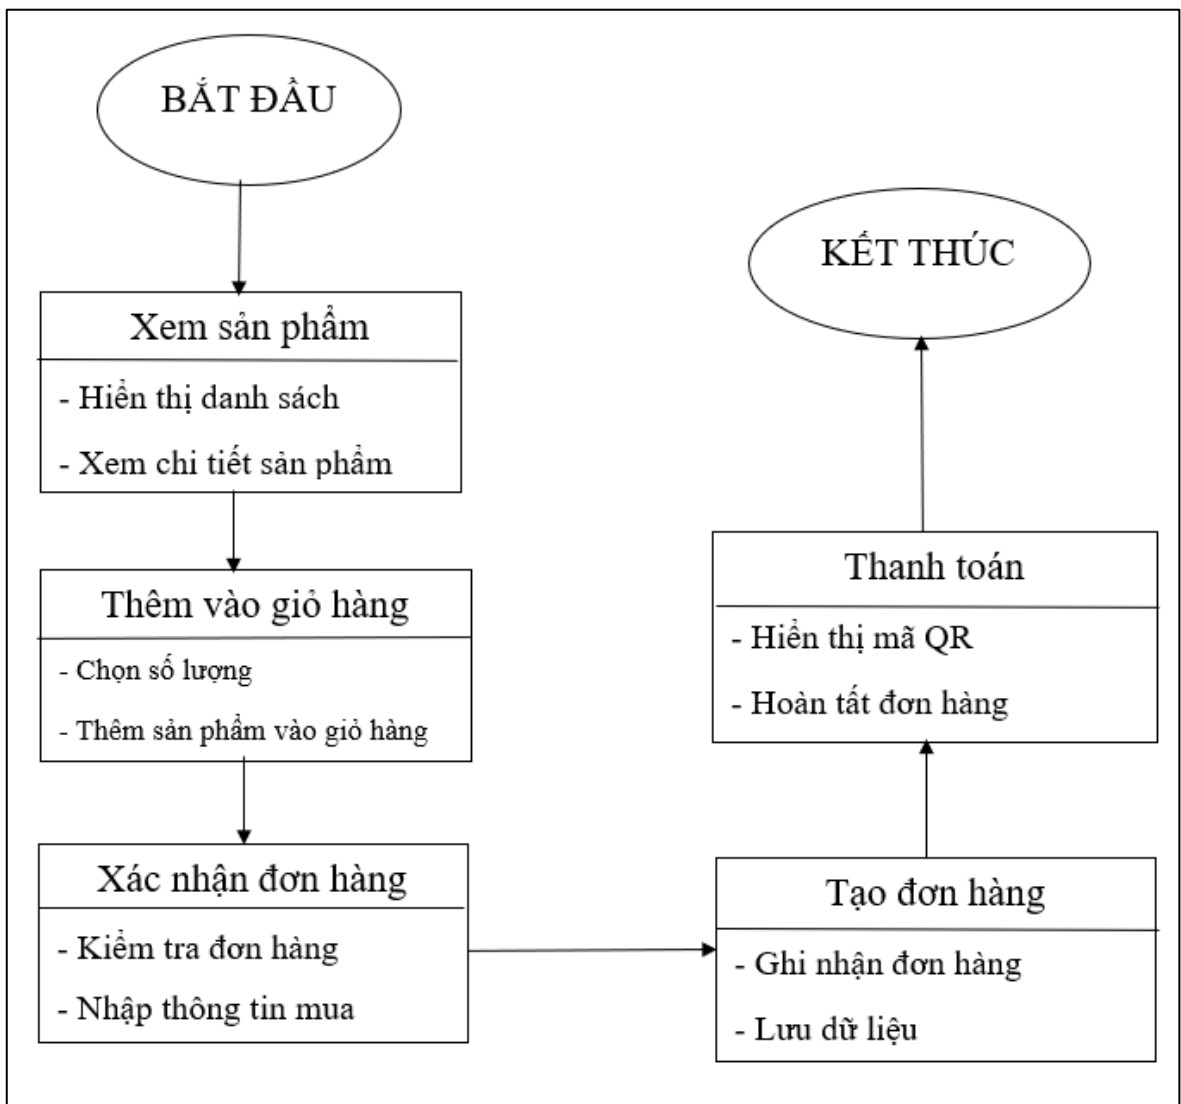 BẮT ĐẦU
Xem sản phẩm
- Hiển thị danh sách
- Xem chi tiết sản phẩm
Thêm vào giỏ hàng
- Chọn số lượng
- Thêm sản phẩm vào giỏ hàng
Xác nhận đơn hàng
- Kiểm tra đơn hàng
- Nhập thông tin mua
Tạo đơn hàng
- Ghi nhận đơn hàng
- Lưu dữ liệu
Thanh toán
- Hiển thị mã QR
- Hoàn tất đơn hàng
KẾT THÚC